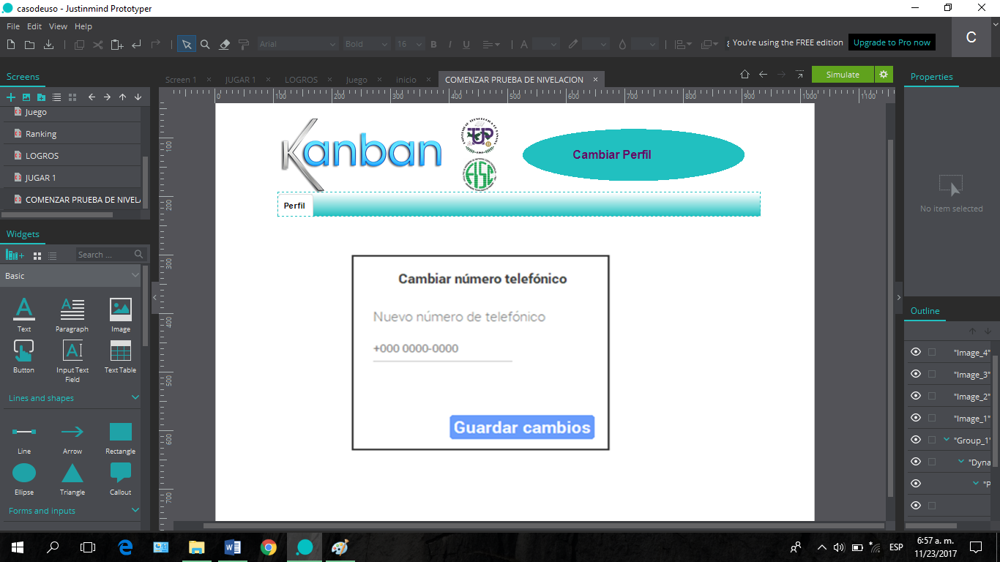 casodeuso - Justinmind Prototyper
File Edit View Help
Arial Bold 16 B I U A
You're using the FREE edition Upgrade to Pro now C
Screens
Screen 1 JUGAR 1 LOGROS Juego inicio COMENZAR PRUEBA DE NIVELACION
Simulate
Properties
No item selected
Juego
Ranking
LOGROS
JUGAR 1
COMENZAR PRUEBA DE NIVELA
Widgets
Search ...
Basic
Text Paragraph Image
Button Input Text Field Text Table
Lines and shapes
Line Arrow Rectangle
Ellipse Triangle Callout
Forms and inputs
0 100 200 300 400 500 600 700 800 900 1000 1100
100
200
300
400
500
600
700
Kanban
UTP
FISC
Cambiar Perfil
Perfil
Cambiar número telefónico
Nuevo número de telefónico
+000 0000-0000
Guardar cambios
Outline
"Image_4"
"Image_3"
"Image_2"
"Image_1"
"Group_1"
"Dyna
"P
ESP
6:57 a. m.
11/23/2017